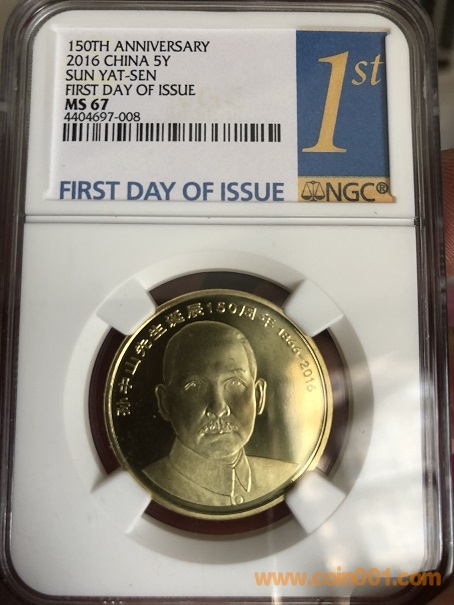 150TH ANNIVERSARY
2016 CHINA 5Y
SUN YAT-SEN
FIRST DAY OF ISSUE
MS 67
4404697-008
1st
FIRST DAY OF ISSUE
NGC®
孙中山先生诞辰150周年 1866-2016
www.coin001.com